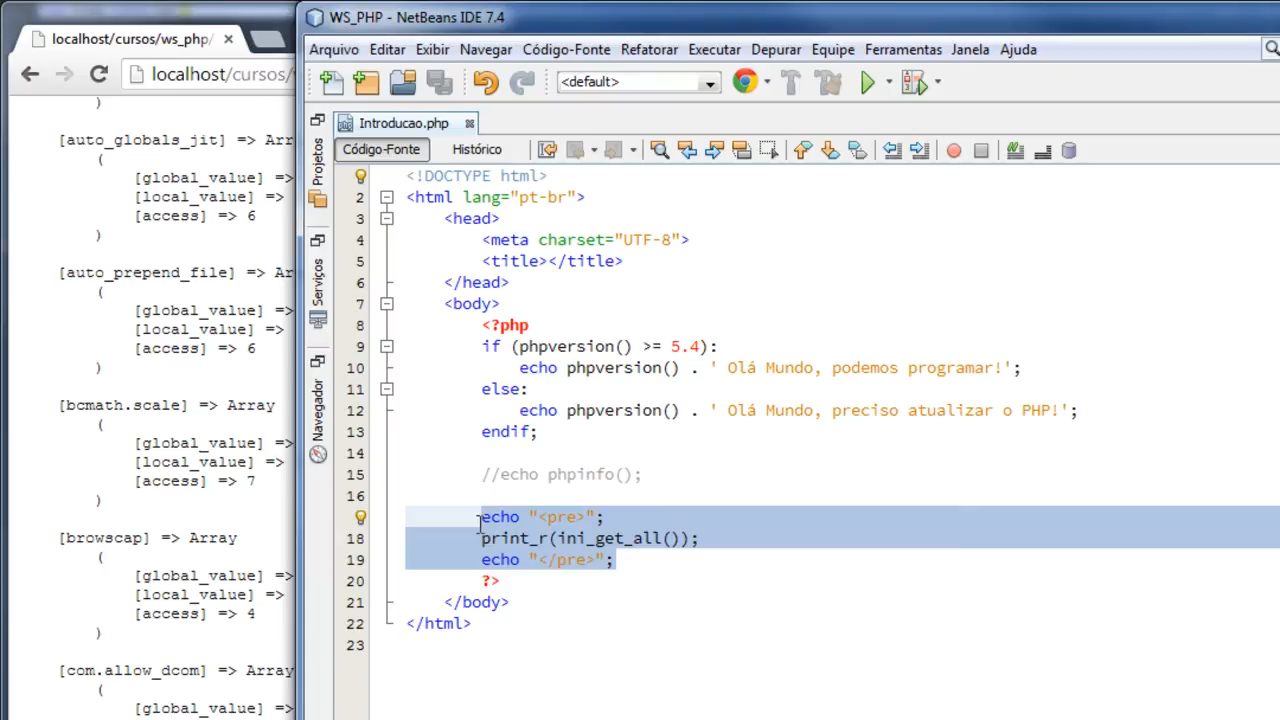 localhost/cursos/ws_php/
localhost/cursos/
)
[auto_globals_jit] => Arr
(
[global_value] =>
[local_value] =>
[access] => 6
)
[auto_prepend_file] => Ar
(
[global_value] =>
[local_value] =>
[access] => 6
)
[bcmath.scale] => Array
(
[global_value] =>
[local_value] =>
[access] => 7
)
[browscap] => Array
(
[global_value] =>
[local_value] =>
[access] => 4
)
[com.allow_dcom] => Array
(
[global_value] =>
WS_PHP - NetBeans IDE 7.4
Arquivo Editar Exibir Navegar Código-Fonte Refatorar Executar Depurar Equipe Ferramentas Janela Ajuda
<default>
Introducao.php
Código-Fonte Histórico
Projetos
Serviços
Navegador
<!DOCTYPE html>
2 <html lang="pt-br">
3 <head>
4 <meta charset="UTF-8">
5 <title></title>
6 </head>
7 <body>
8 <?php
9 if (phpversion() >= 5.4):
10 echo phpversion() . ' Olá Mundo, podemos programar!';
11 else:
12 echo phpversion() . ' Olá Mundo, preciso atualizar o PHP!';
13 endif;
14
15 //echo phpinfo();
16
echo "<pre>";
18 print_r(ini_get_all());
19 echo "</pre>";
20 ?>
21 </body>
22 </html>
23